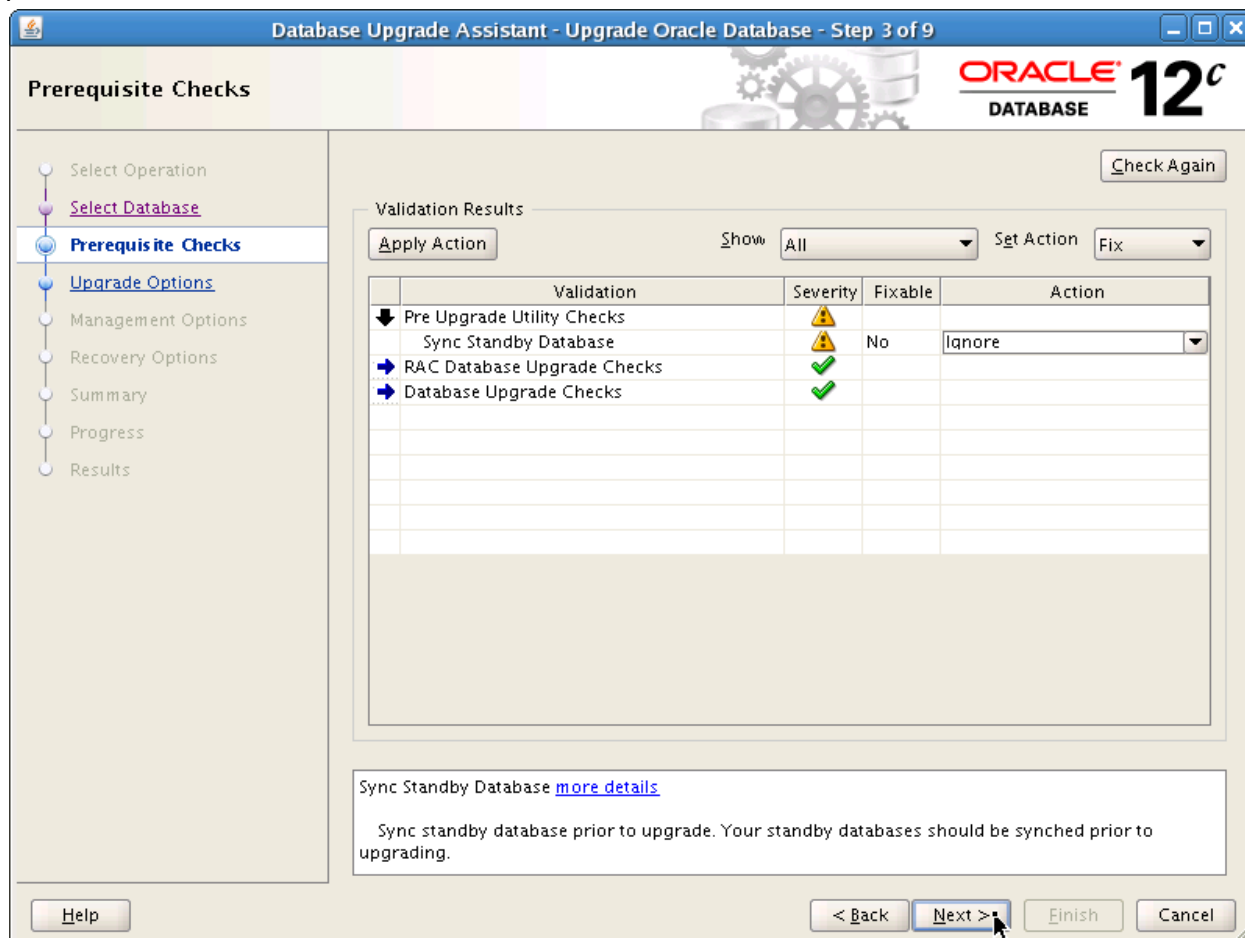 Database Upgrade Assistant - Upgrade Oracle Database - Step 3 of 9
Prerequisite Checks
ORACLE
DATABASE
12c
Select Operation
Select Database
Prerequisite Checks
Upgrade Options
Management Options
Recovery Options
Summary
Progress
Results
Check Again
Validation Results
Apply Action Show All Set Action Fix
Validation Severity Fixable Action
Pre Upgrade Utility Checks
Sync Standby Database No Ignore
RAC Database Upgrade Checks
Database Upgrade Checks
Sync Standby Database more details
Sync standby database prior to upgrade. Your standby databases should be synched prior to
upgrading.
Help < Back Next > Finish Cancel